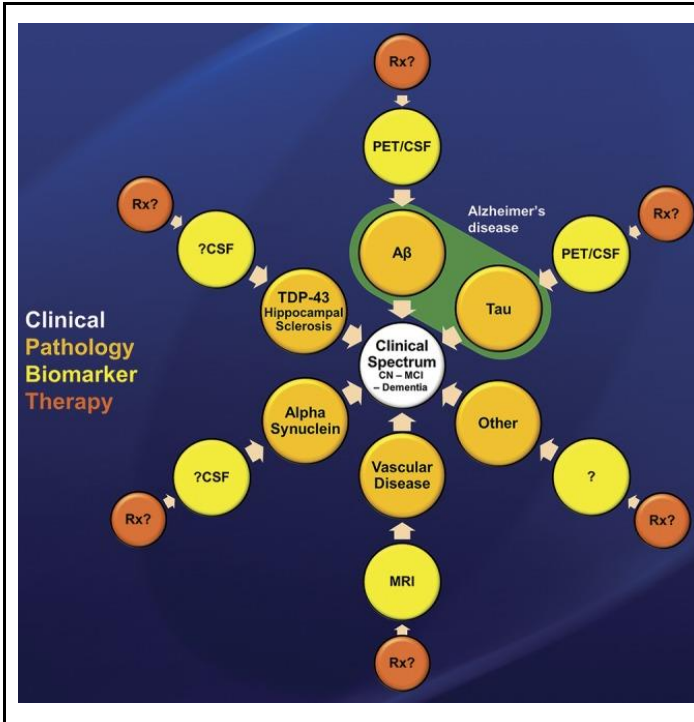 Rx?
PET/CSF
Alzheimer's
disease
Aβ
Rx?
PET/CSF
Tau
Rx?
?CSF
TDP-43
Hippocampal
Sclerosis
Clinical
Pathology
Biomarker
Therapy
Clinical
Spectrum
CN – MCI
– Dementia
Alpha
Synuclein
?CSF
Rx?
Vascular
Disease
MRI
Rx?
Other
?
Rx?